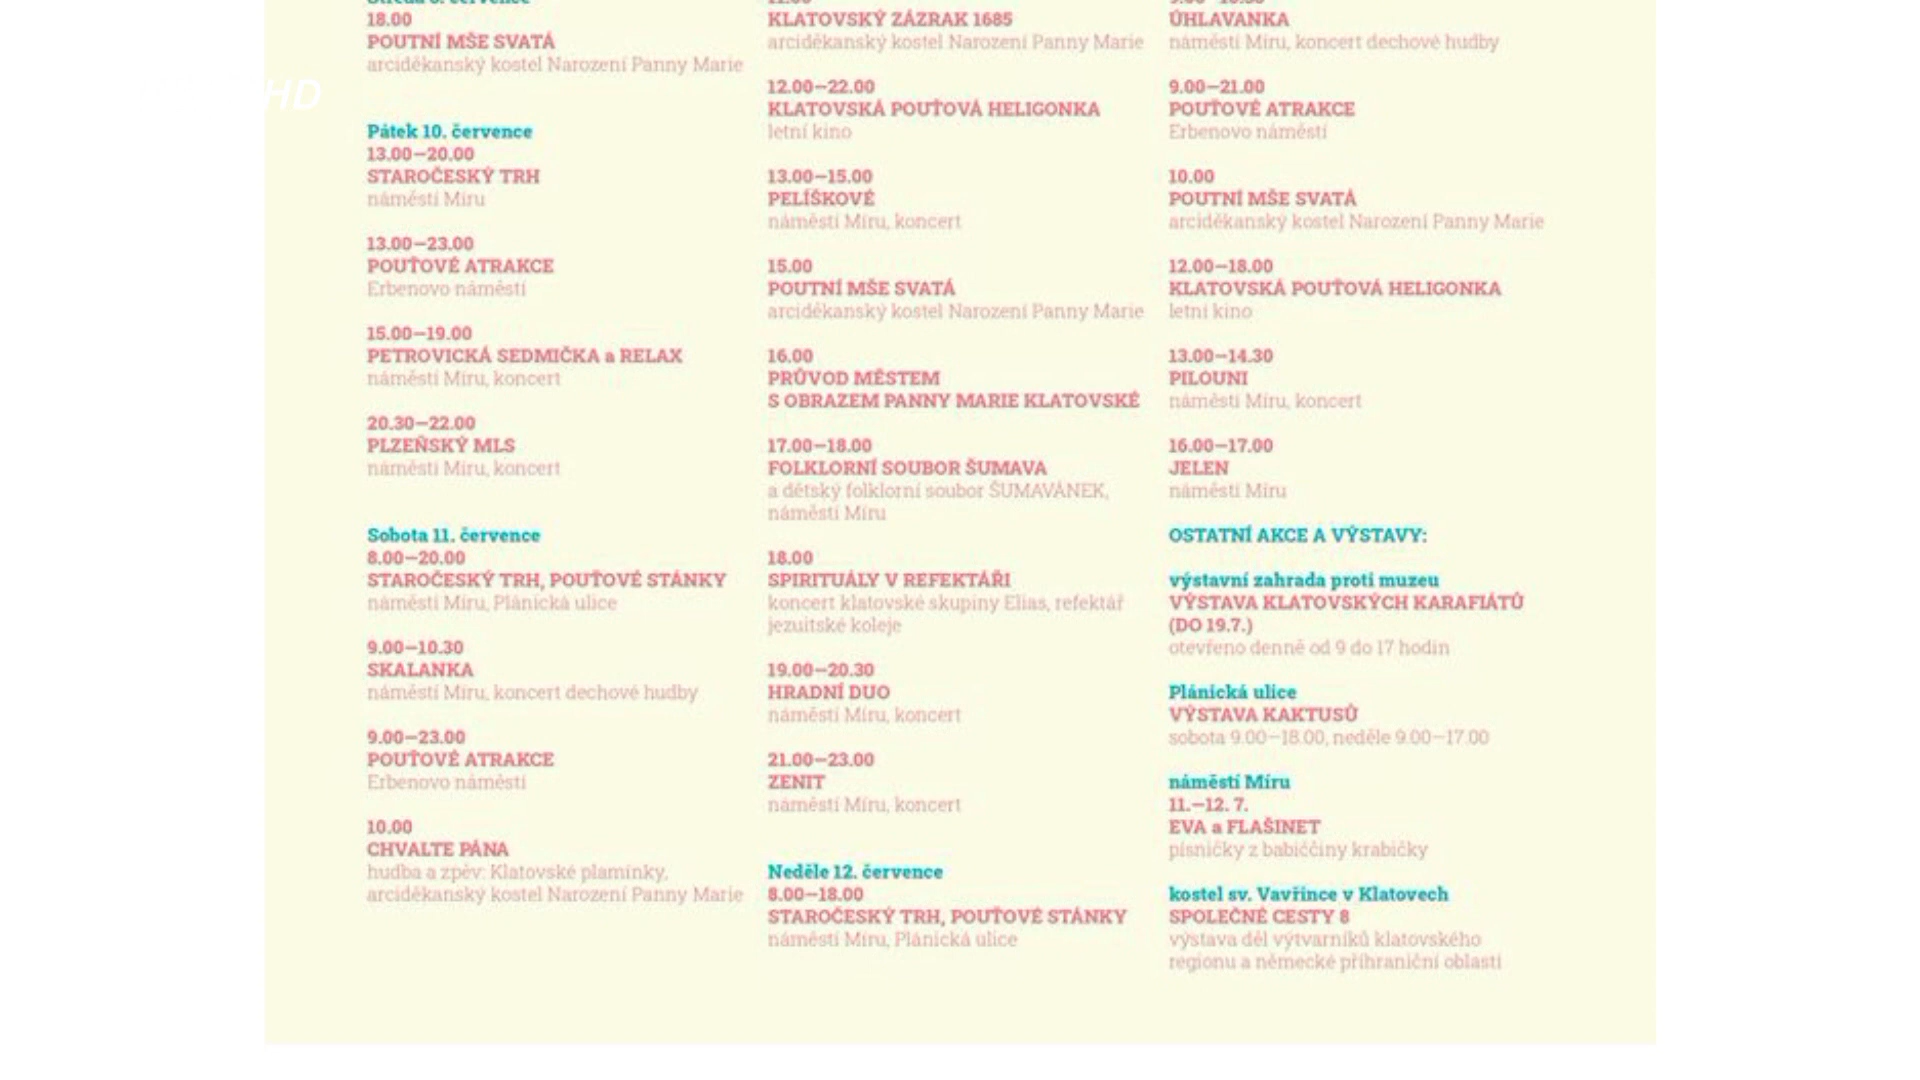 18.00
POUTNÍ MŠE SVATÁ
arciděkanský kostel Narození Panny Marie
Pátek 10. července
13.00—20.00
STAROČESKÝ TRH
náměstí Míru
13.00—23.00
POUŤOVÉ ATRAKCE
Erbenovo náměstí
15.00—19.00
PETROVICKÁ SEDMIČKA a RELAX
náměstí Míru, koncert
20.30—22.00
PLZEŇSKÝ MLS
náměstí Míru, koncert
Sobota 11. července
8.00—20.00
STAROČESKÝ TRH, POUŤOVÉ STÁNKY
náměstí Míru, Plánická ulice
9.00—10.30
SKALANKA
náměstí Míru, koncert dechové hudby
9.00—23.00
POUŤOVÉ ATRAKCE
Erbenovo náměstí
10.00
CHVALTE PÁNA
hudba a zpěv: Klatovské plamínky,
arciděkanský kostel Narození Panny Marie
KLATOVSKÝ ZÁZRAK 1685
arciděkanský kostel Narození Panny Marie
12.00—22.00
KLATOVSKÁ POUŤOVÁ HELIGONKA
letní kino
13.00—15.00
PELÍŠKOVÉ
náměstí Míru, koncert
15.00
POUTNÍ MŠE SVATÁ
arciděkanský kostel Narození Panny Marie
16.00
PRŮVOD MĚSTEM
S OBRAZEM PANNY MARIE KLATOVSKÉ
17.00—18.00
FOLKLORNÍ SOUBOR ŠUMAVA
a dětský folklorní soubor ŠUMAVÁNEK,
náměstí Míru
18.00
SPIRITUÁLY V REFEKTÁŘI
koncert klatovské skupiny Elias, refektář
jezuitské koleje
19.00—20.30
HRADNÍ DUO
náměstí Míru, koncert
21.00—23.00
ZENIT
náměstí Míru, koncert
Neděle 12. července
8.00—18.00
STAROČESKÝ TRH, POUŤOVÉ STÁNKY
náměstí Míru, Plánická ulice
ÚHLAVANKA
náměstí Míru, koncert dechové hudby
9.00—21.00
POUŤOVÉ ATRAKCE
Erbenovo náměstí
10.00
POUTNÍ MŠE SVATÁ
arciděkanský kostel Narození Panny Marie
12.00—18.00
KLATOVSKÁ POUŤOVÁ HELIGONKA
letní kino
13.00—14.30
PILOUNI
náměstí Míru, koncert
16.00—17.00
JELEN
náměstí Míru
OSTATNÍ AKCE A VÝSTAVY:
výstavní zahrada proti muzeu
VÝSTAVA KLATOVSKÝCH KARAFIÁTŮ
(DO 19.7.)
otevřeno denně od 9 do 17 hodin
Plánická ulice
VÝSTAVA KAKTUSŮ
sobota 9.00—18.00, neděle 9.00—17.00
náměstí Míru
11.—12. 7.
EVA a FLAŠINET
písničky z babiččiny krabičky
kostel sv. Vavřince v Klatovech
SPOLEČNÉ CESTY 8
výstava děl výtvarníků klatovského
regionu a německé příhraniční oblasti
HD